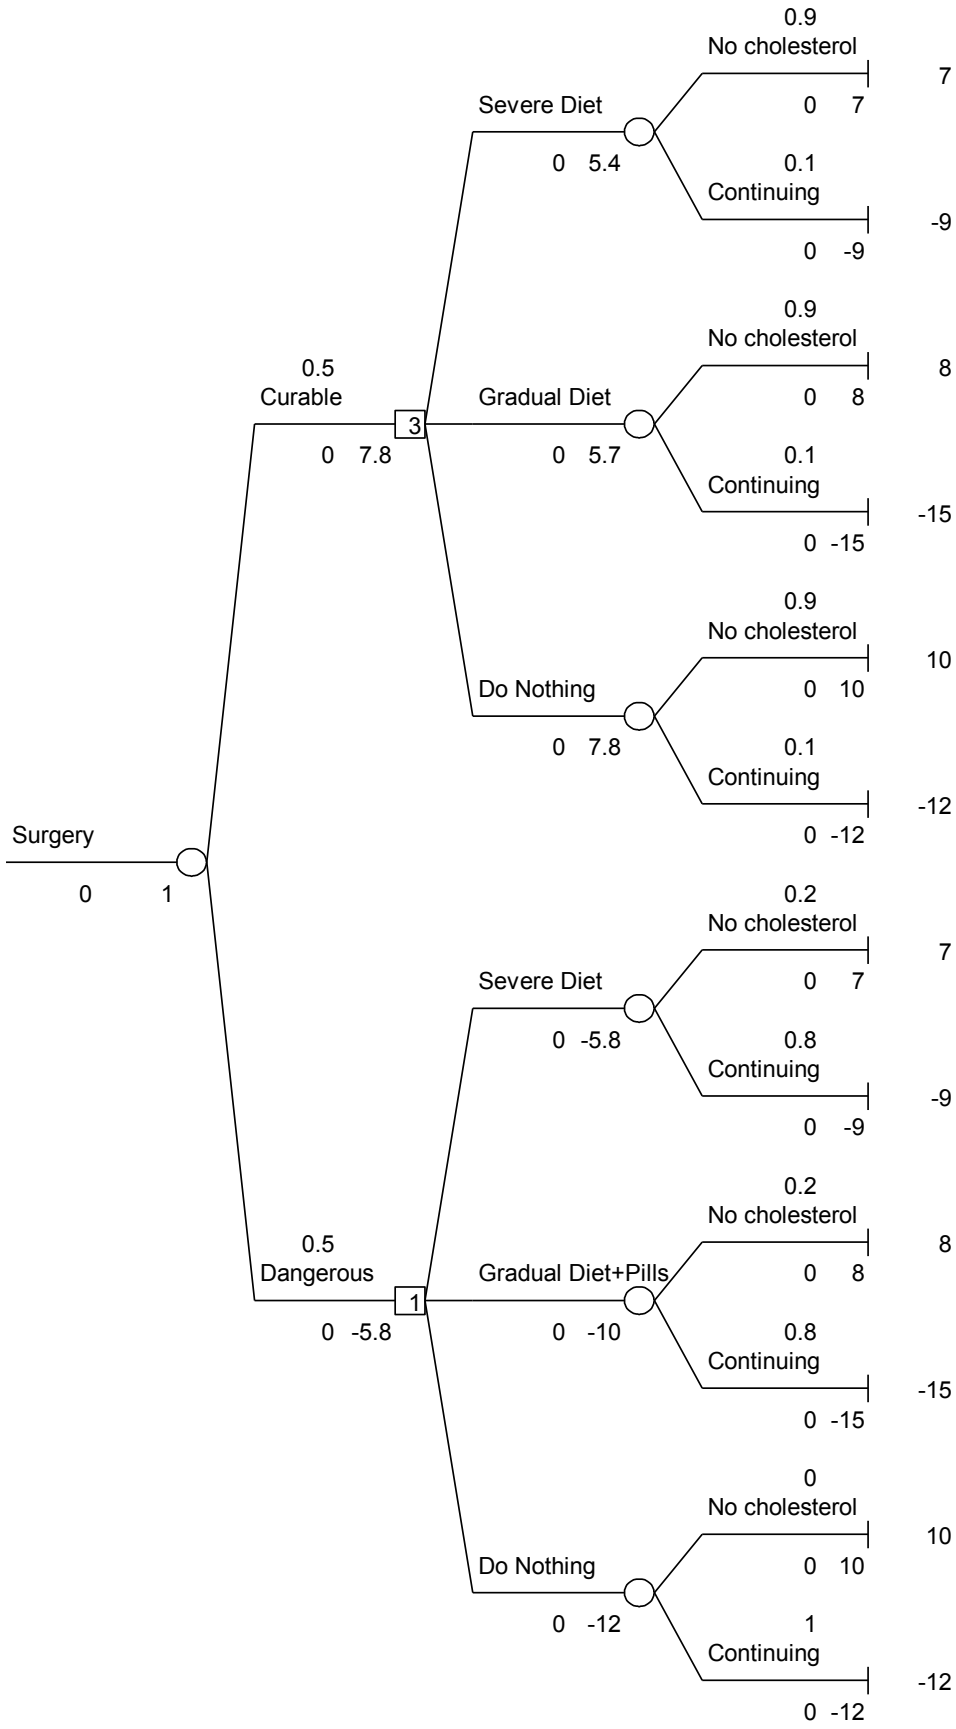 0.9
No cholesterol
7
Severe Diet
0 7
0 5.4
0.1
Continuing
-9
0 -9
0.9
No cholesterol
8
0.5
Curable
Gradual Diet
0 8
3
0 7.8
0 5.7
0.1
Continuing
-15
0 -15
0.9
No cholesterol
10
Do Nothing
0 10
0 7.8
0.1
Continuing
-12
Surgery
0 -12
0 1
0.2
No cholesterol
7
Severe Diet
0 7
0 -5.8
0.8
Continuing
-9
0 -9
0.2
No cholesterol
8
0.5
Dangerous
Gradual Diet+Pills
0 8
1
0 -5.8
0 -10
0.8
Continuing
-15
0 -15
0
No cholesterol
10
Do Nothing
0 10
0 -12
1
Continuing
-12
0 -12